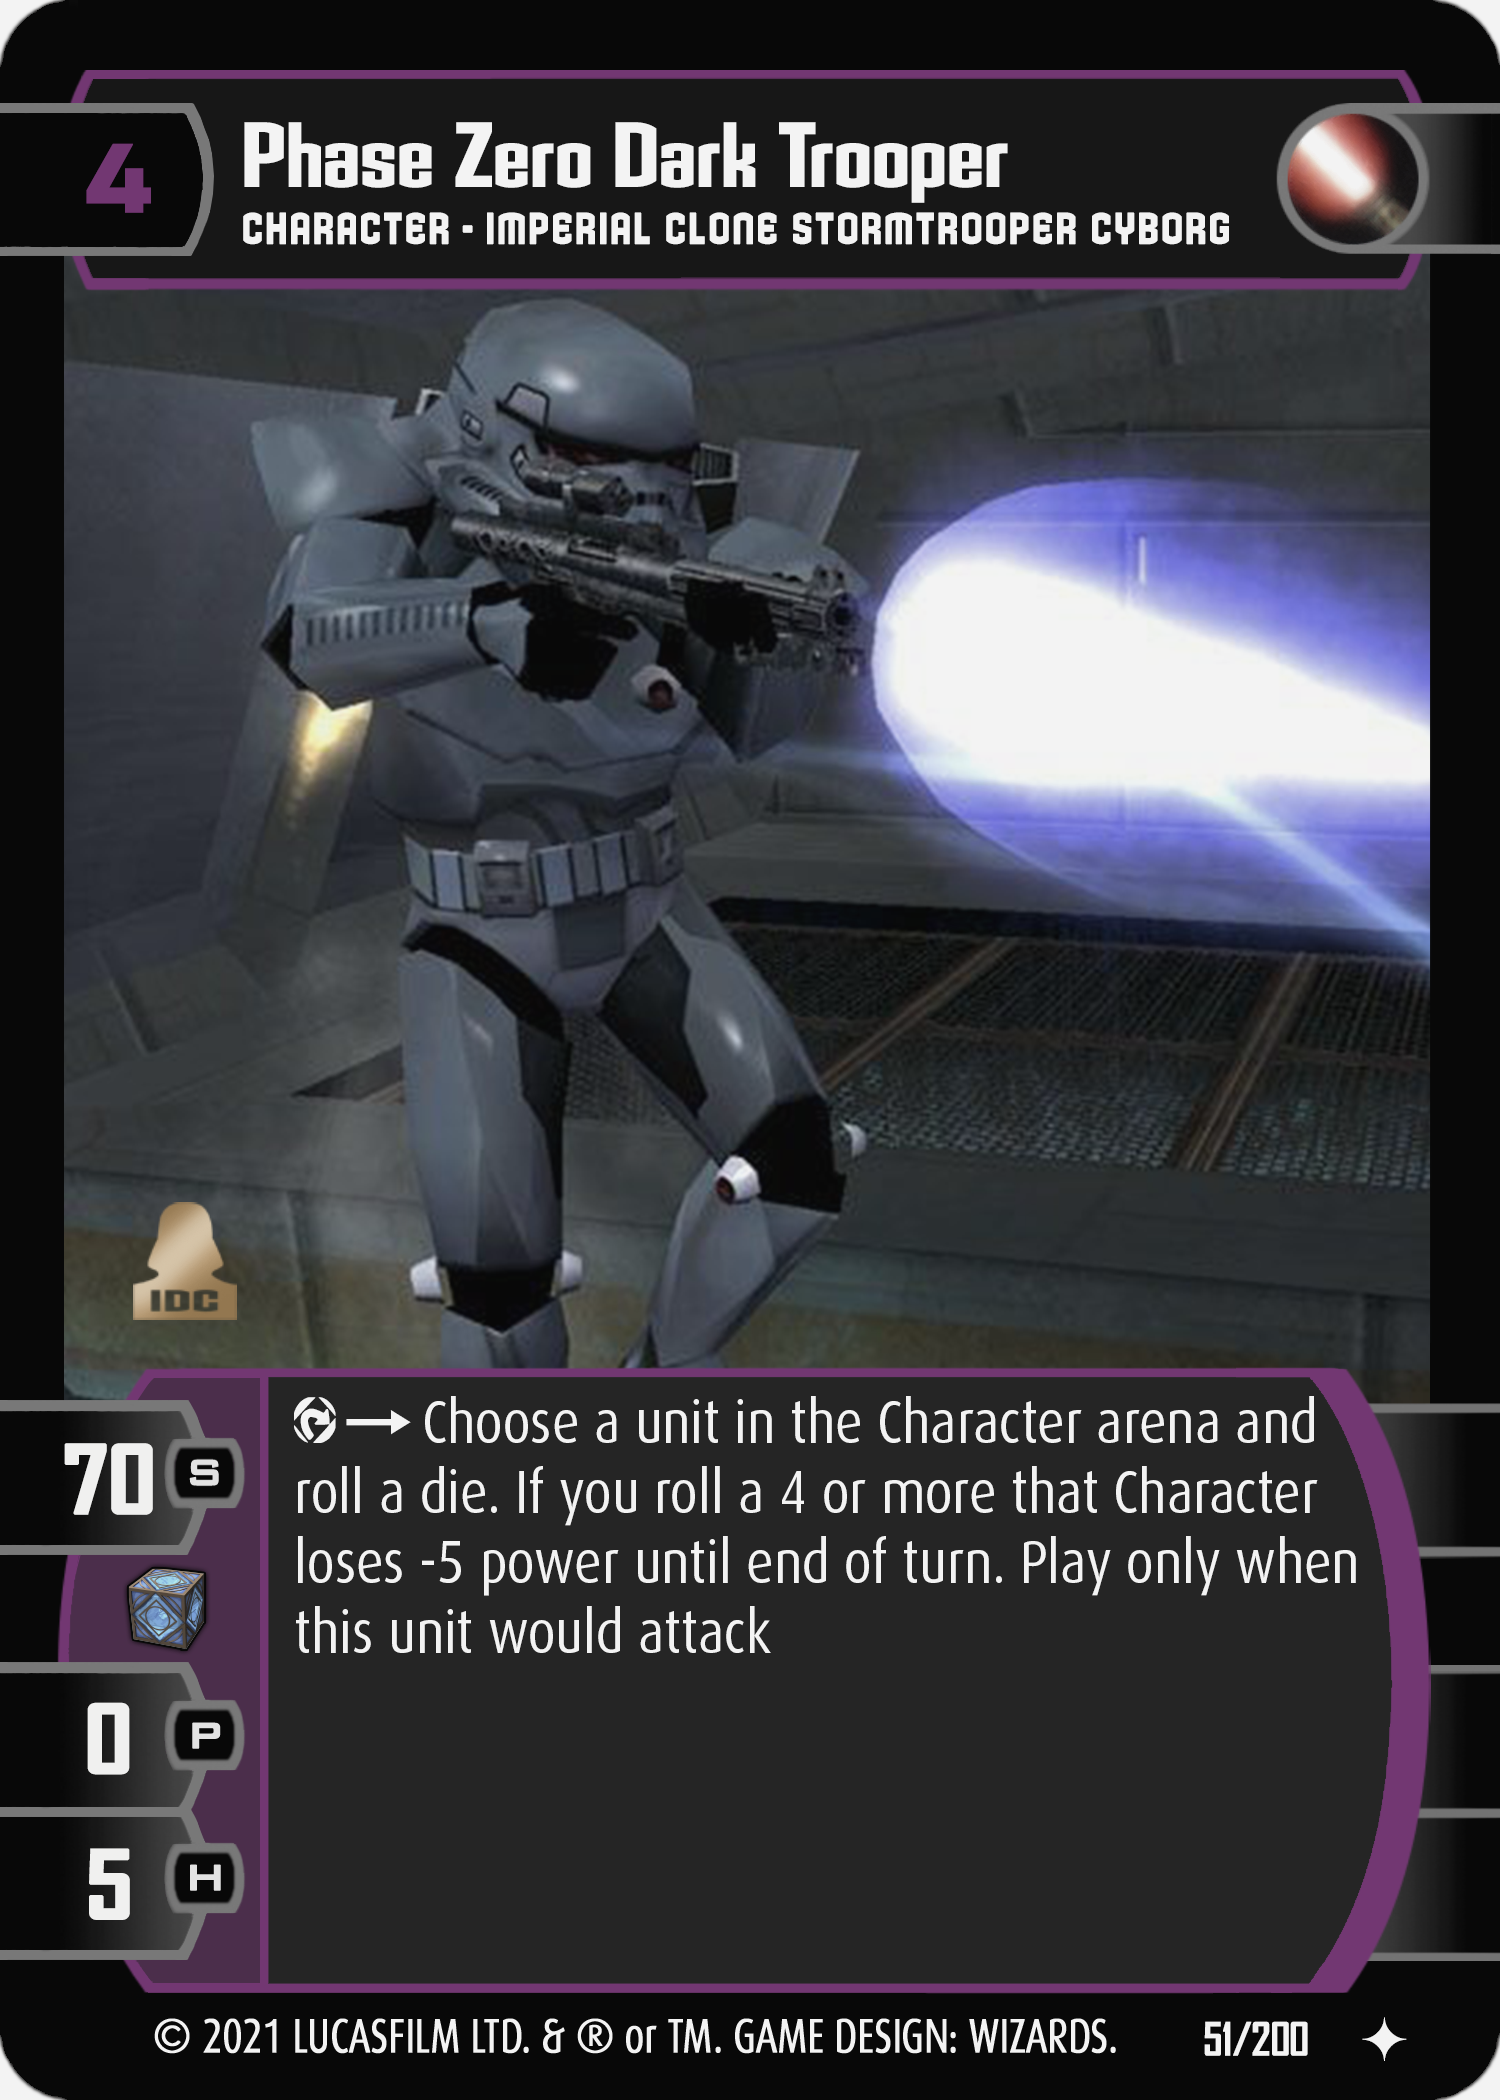 4
Phase Zero Dark Trooper
CHARACTER - IMPERIAL CLONE STORMTROOPER CYBORG
IDC
70 S
0 P
5 H
Choose a unit in the Character arena and
roll a die. If you roll a 4 or more that Character
loses -5 power until end of turn. Play only when
this unit would attack
© 2021 LUCASFILM LTD. & ® or TM. GAME DESIGN: WIZARDS. 51/200